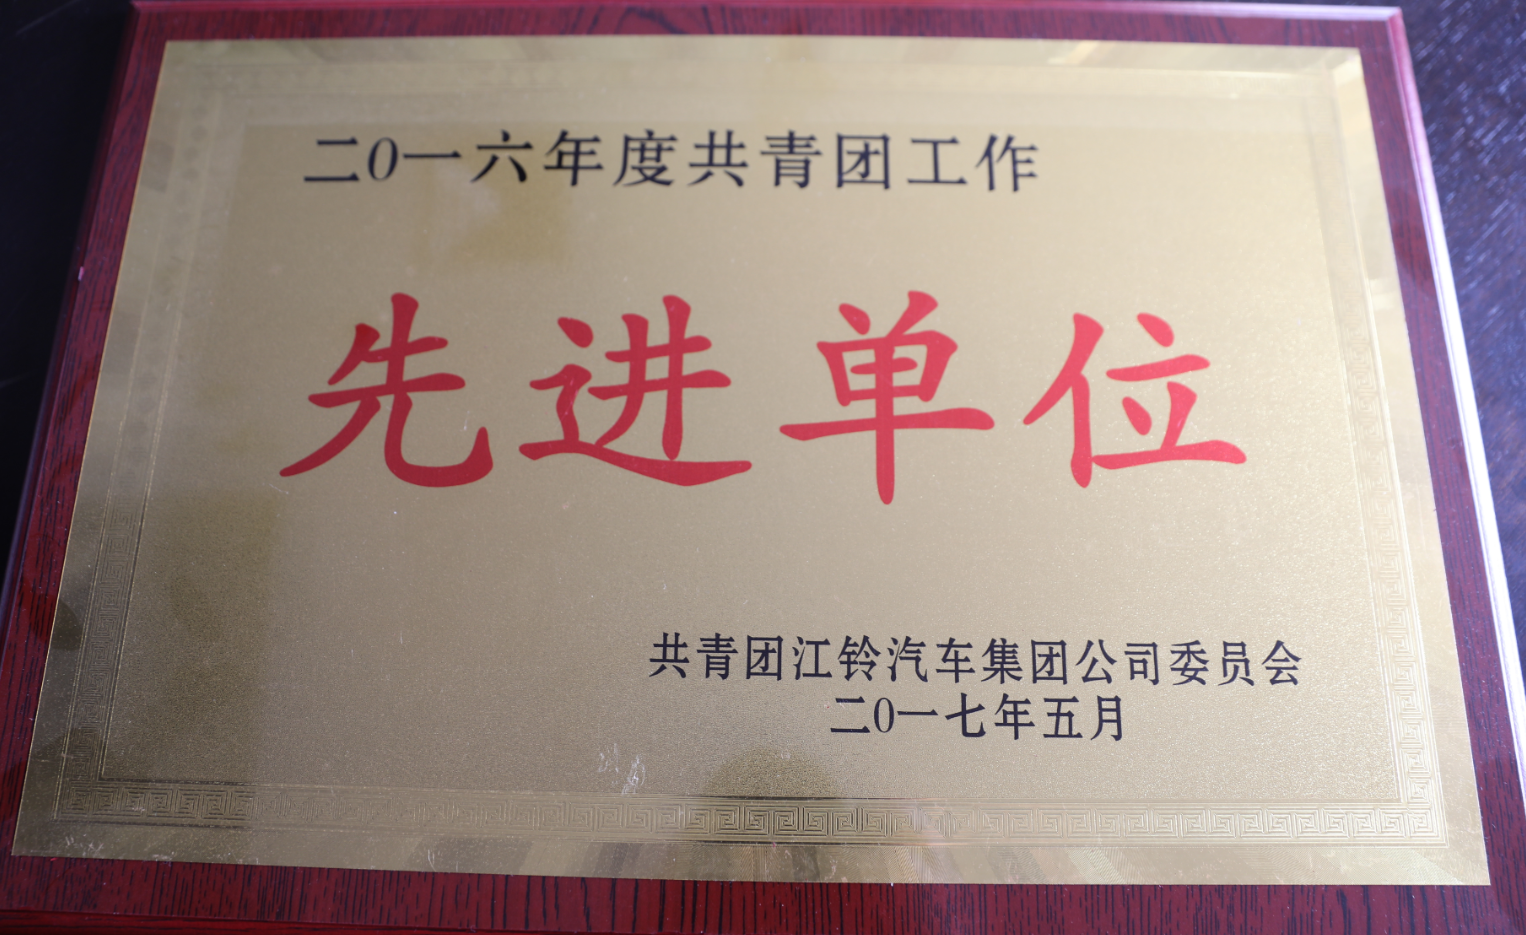 二0一六年度共青团工作
先进单位
共青团江铃汽车集团公司委员会
二0一七年五月